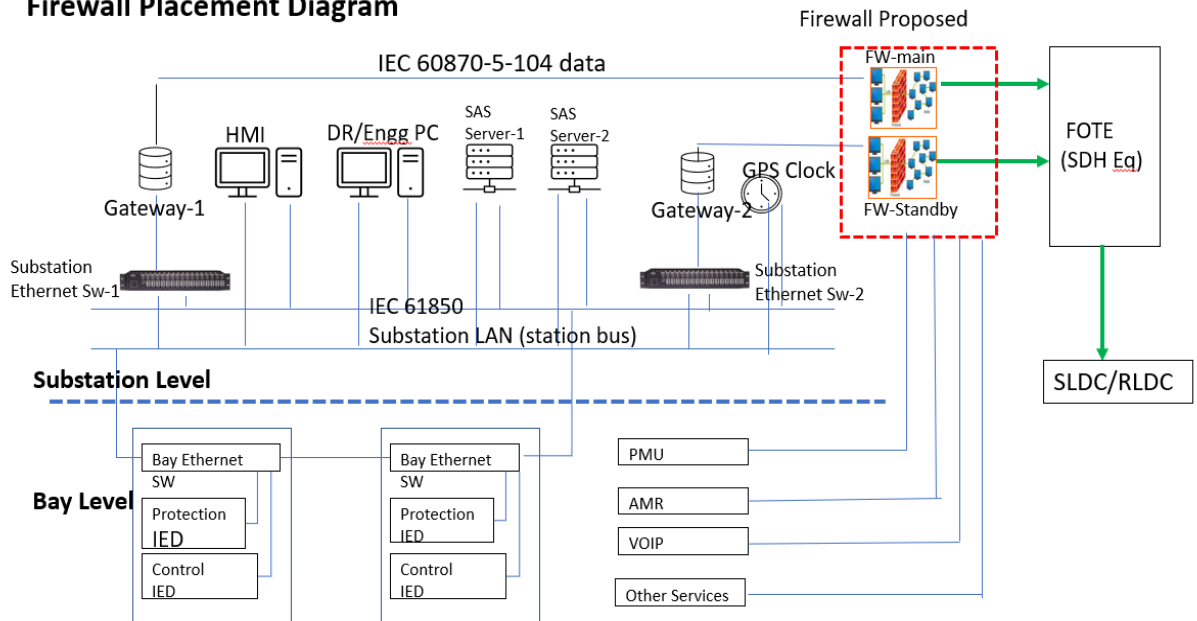 Firewall Placement Diagram
Firewall Proposed
IEC 60870-5-104 data
FW-main
HMI
DR/Engg PC
SAS
Server-1
SAS
Server-2
FOTE
(SDH Eq)
GPS Clock
Gateway-1
Gateway-2
FW-Standby
Substation
Ethernet Sw-1
Substation
Ethernet Sw-2
IEC 61850
Substation LAN (station bus)
Substation Level
SLDC/RLDC
Bay Level
Bay Ethernet
SW
Protection
IED
Control
IED
Bay Ethernet
SW
Protection
IED
Control
IED
PMU
AMR
VOIP
Other Services